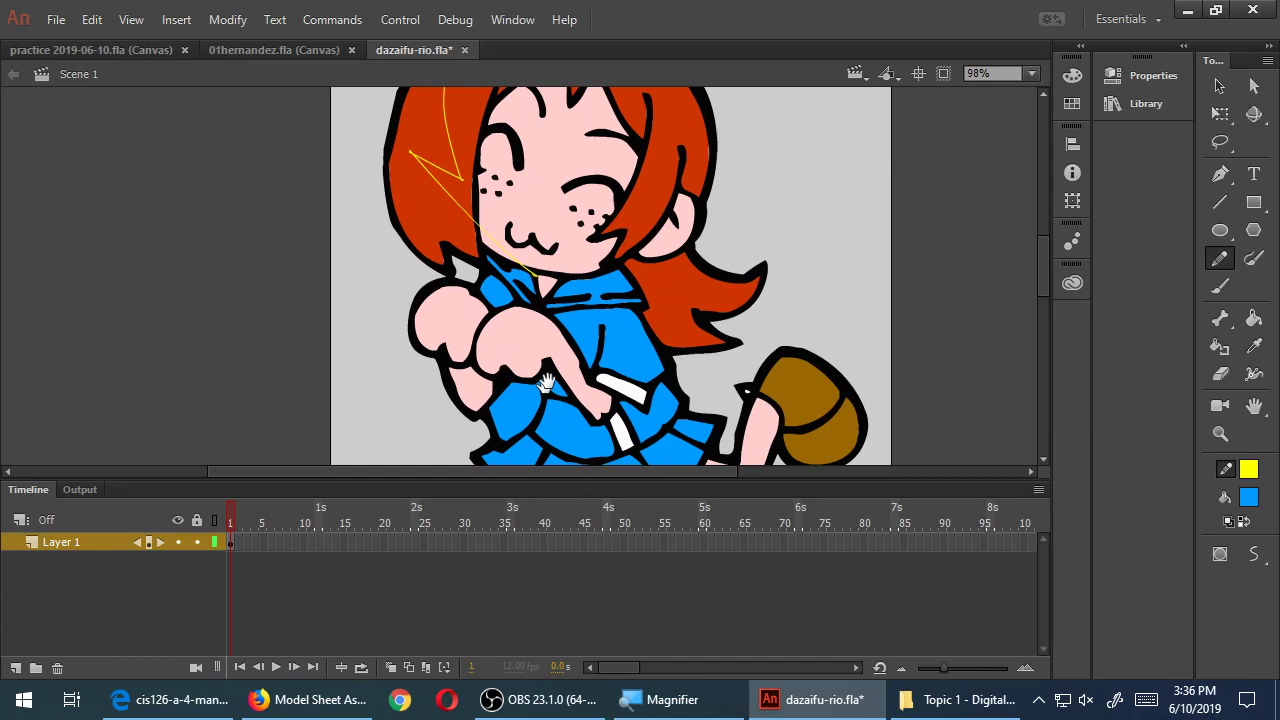 An File Edit View Insert Modify Text Commands Control Debug Window Help Essentials
practice 2019-06-10.fla (Canvas) × 01hernandez.fla (Canvas) × dazaifu-rio.fla* ×
Scene 1 98%
To...
Properties
Library
T
Timeline Output
Off 1s 2s 3s 4s 5s 6s 7s 8s
1 5 10 15 20 25 30 35 40 45 50 55 60 65 70 75 80 85 90 95 10
Layer 1
1 12.00 fps 0.0 s
cis126-a-4-man... Model Sheet As... OBS 23.1.0 (64-... Magnifier An dazaifu-rio.fla* Topic 1 - Digital...
3:36 PM
6/10/2019